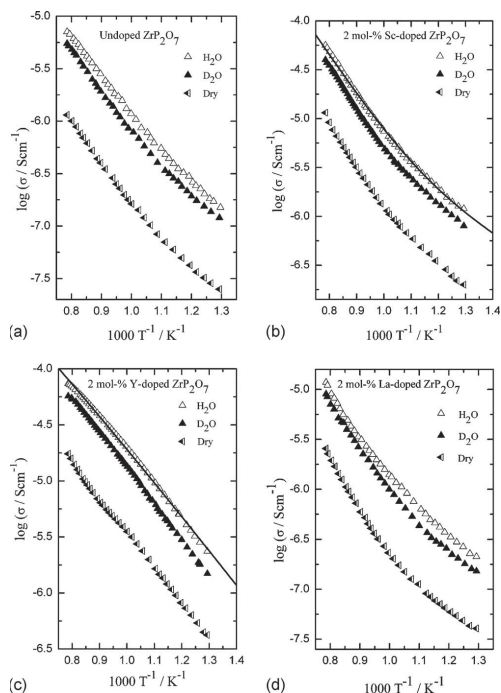 Undoped ZrP₂O₇
H₂O
D₂O
Dry
log (σ / Scm⁻¹)
-5.0
-5.5
-6.0
-6.5
-7.0
-7.5
0.8 0.9 1.0 1.1 1.2 1.3
1000 T⁻¹ / K⁻¹
(a)
2 mol-% Sc-doped ZrP₂O₇
H₂O
D₂O
Dry
log (σ / Scm⁻¹)
-4.0
-4.5
-5.0
-5.5
-6.0
-6.5
0.8 0.9 1.0 1.1 1.2 1.3 1.4
1000 T⁻¹ / K⁻¹
(b)
2 mol-% Y-doped ZrP₂O₇
H₂O
D₂O
Dry
log (σ / Scm⁻¹)
-4.0
-4.5
-5.0
-5.5
-6.0
-6.5
0.8 0.9 1.0 1.1 1.2 1.3 1.4
1000 T⁻¹ / K⁻¹
(c)
2 mol-% La-doped ZrP₂O₇
H₂O
D₂O
Dry
log (σ / Scm⁻¹)
-5.0
-5.5
-6.0
-6.5
-7.0
-7.5
0.8 0.9 1.0 1.1 1.2 1.3 1.4
1000 T⁻¹ / K⁻¹
(d)